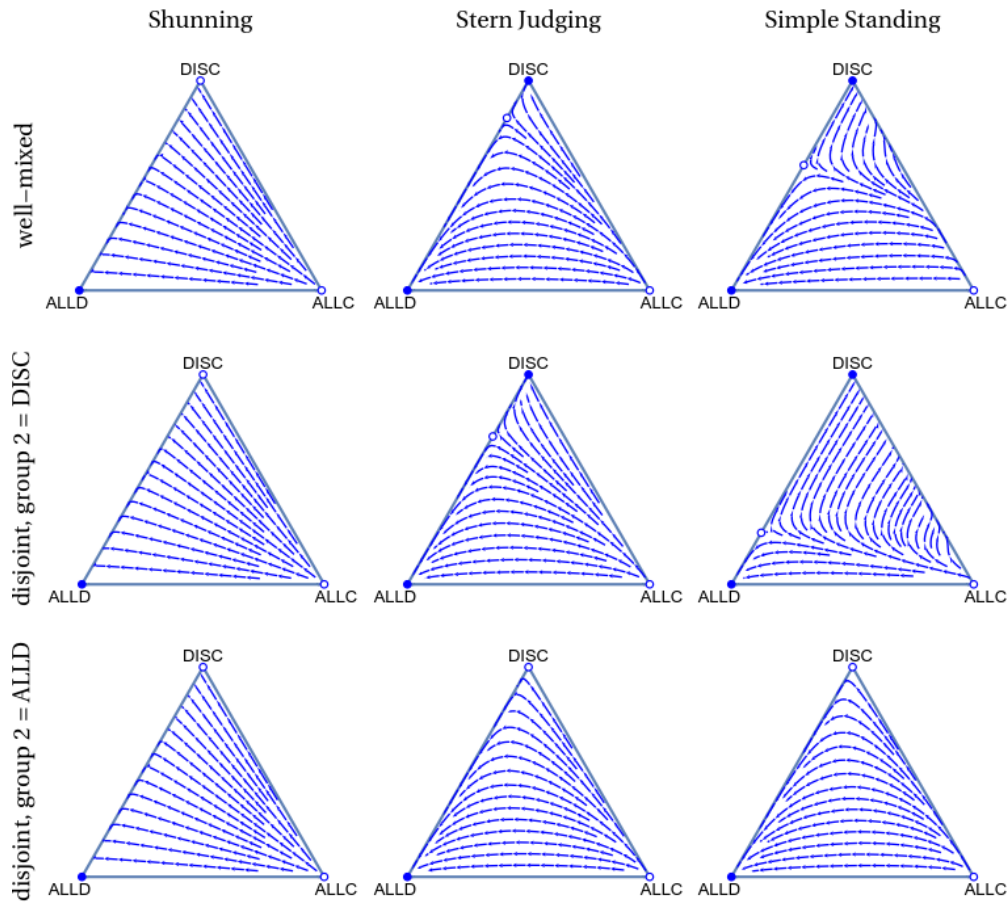 Shunning
Stern Judging
Simple Standing
well−mixed
DISC
ALLD
ALLC
DISC
ALLD
ALLC
DISC
ALLD
ALLC
disjoint, group 2 = DISC
DISC
ALLD
ALLC
DISC
ALLD
ALLC
DISC
ALLD
ALLC
disjoint, group 2 = ALLD
DISC
ALLD
ALLC
DISC
ALLD
ALLC
DISC
ALLD
ALLC